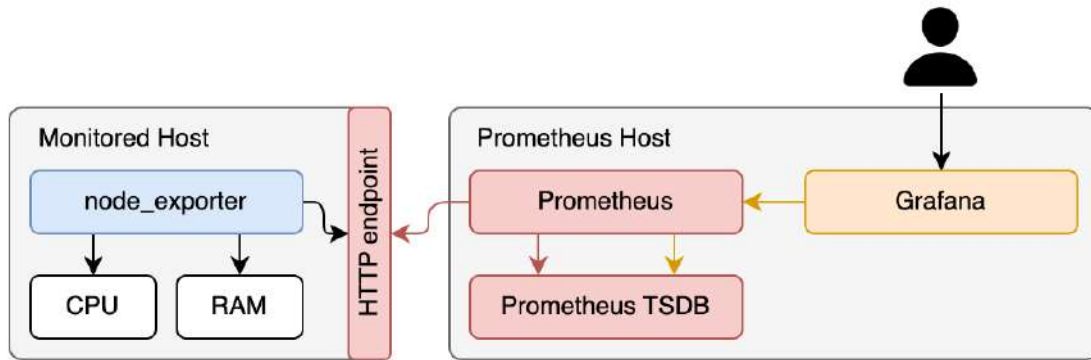 Monitored Host
node_exporter
CPU
RAM
HTTP endpoint
Prometheus Host
Prometheus
Grafana
Prometheus TSDB